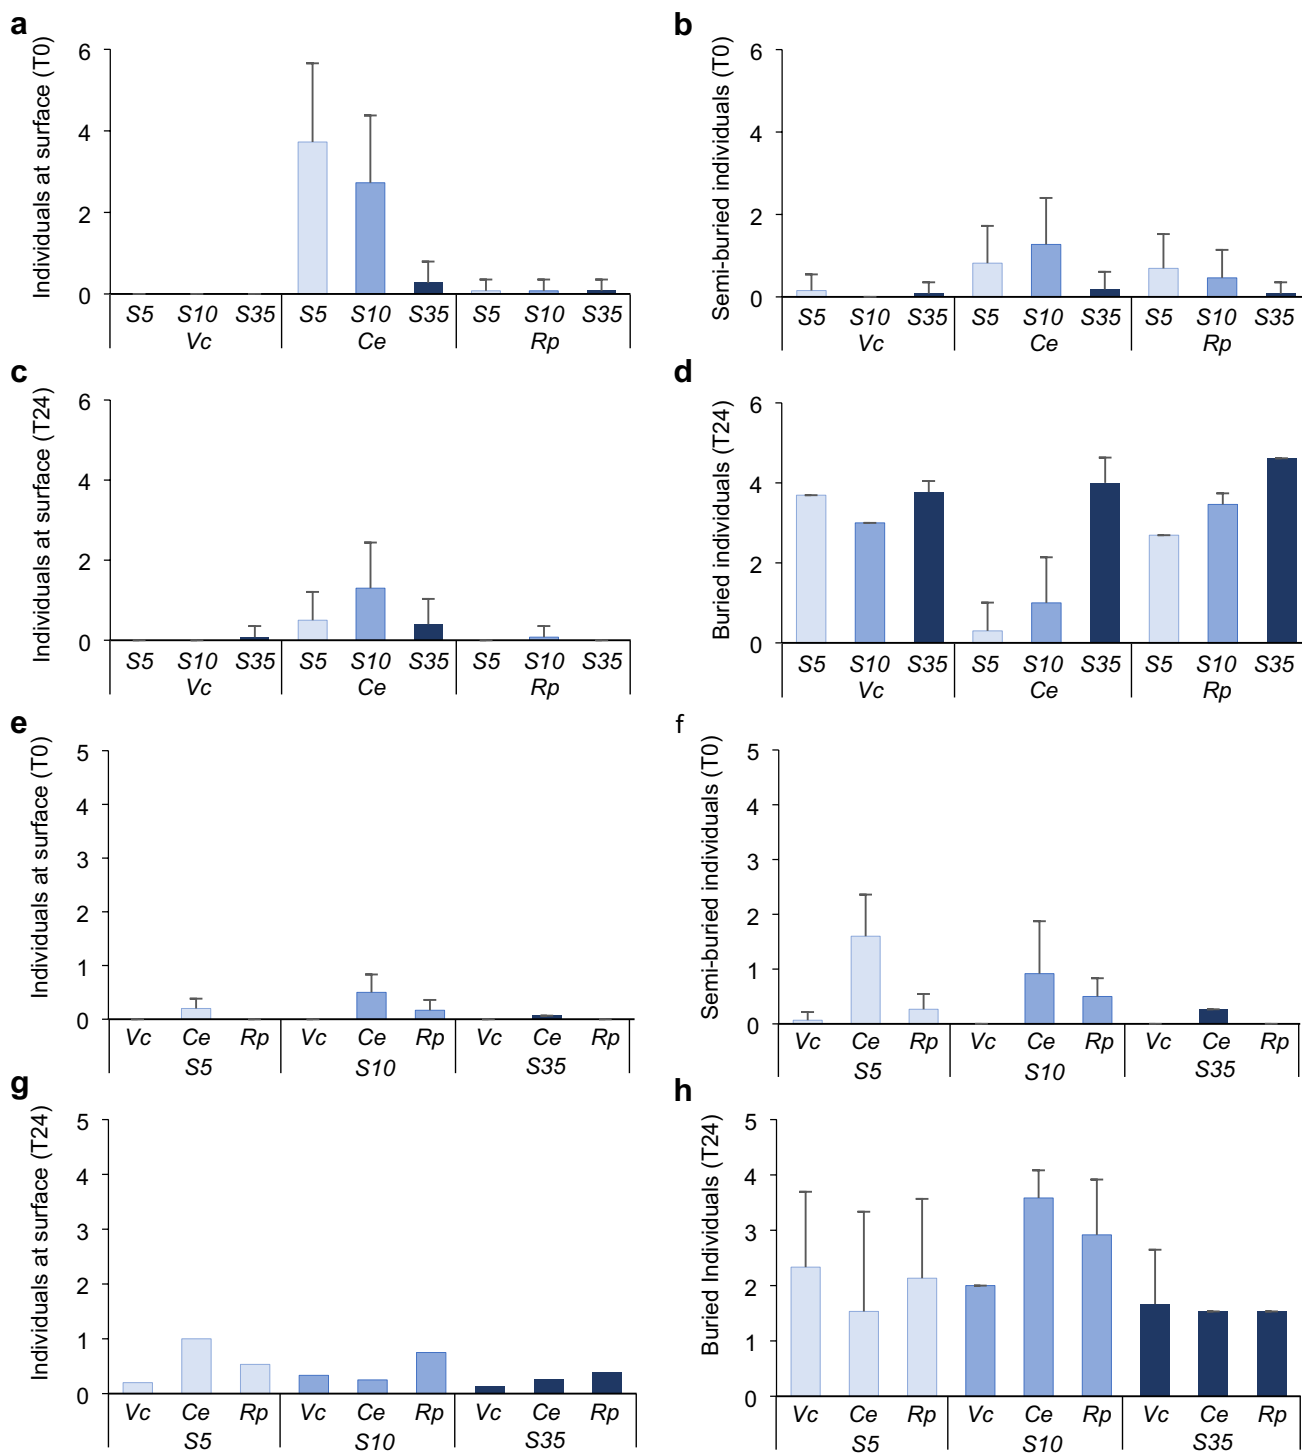 a
Individuals at surface (T0)
6
4
2
0
S5 S10 S35 S5 S10 S35 S5 S10 S35
Vc Ce Rp
b
Semi-buried individuals (T0)
6
4
2
0
S5 S10 S35 S5 S10 S35 S5 S10 S35
Vc Ce Rp
c
Individuals at surface (T24)
6
4
2
0
S5 S10 S35 S5 S10 S35 S5 S10 S35
Vc Ce Rp
d
Buried individuals (T24)
6
4
2
0
S5 S10 S35 S5 S10 S35 S5 S10 S35
Vc Ce Rp
e
Individuals at surface (T0)
5
4
3
2
1
0
Vc Ce Rp Vc Ce Rp Vc Ce Rp
S5 S10 S35
f
Semi-buried individuals (T0)
5
4
3
2
1
0
Vc Ce Rp Vc Ce Rp Vc Ce Rp
S5 S10 S35
g
Individuals at surface (T24)
5
4
3
2
1
0
Vc Ce Rp Vc Ce Rp Vc Ce Rp
S5 S10 S35
h
Buried Individuals (T24)
5
4
3
2
1
0
Vc Ce Rp Vc Ce Rp Vc Ce Rp
S5 S10 S35